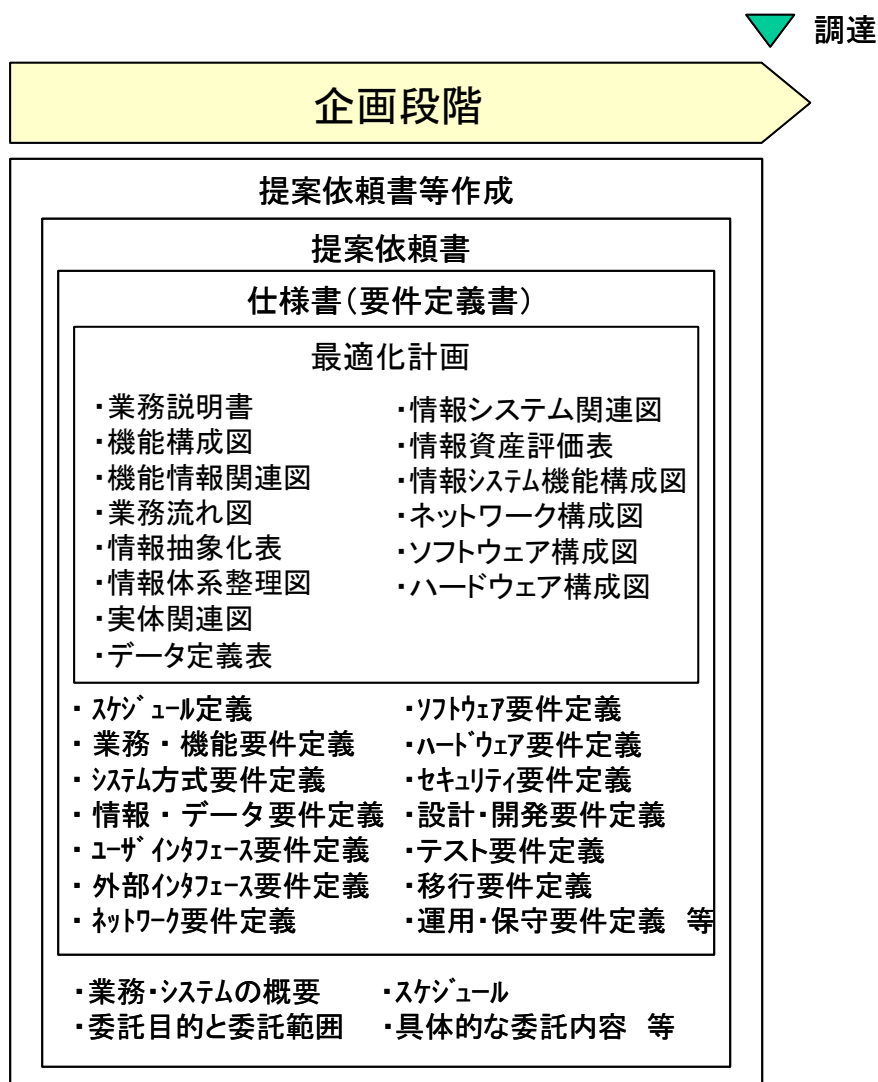 調達
企画段階
提案依頼書等作成
提案依頼書
仕様書(要件定義書)
最適化計画
・業務説明書
・機能構成図
・機能情報関連図
・業務流れ図
・情報抽象化表
・情報体系整理図
・実体関連図
・データ定義表
・情報システム関連図
・情報資産評価表
・情報ｼｽﾃﾑ機能構成図
・ネットワーク構成図
・ソフトウェア構成図
・ハードウェア構成図
・ｽｹｼﾞｭｰﾙ定義
・業務・機能要件定義
・ｼｽﾃﾑ方式要件定義
・情報・データ要件定義
・ﾕｰｻﾞｲﾝﾀﾌｪｰｽ要件定義
・外部ｲﾝﾀﾌｪｰｽ要件定義
・ﾈｯﾄﾜｰｸ要件定義
・ｿﾌﾄｳｪｱ要件定義
・ﾊｰﾄﾞｳｪｱ要件定義
・ｾｷｭﾘﾃｨ要件定義
・設計・開発要件定義
・テスト要件定義
・移行要件定義
・運用・保守要件定義 等
・業務・ｼｽﾃﾑの概要
・委託目的と委託範囲
・ｽｹｼﾞｭｰﾙ
・具体的な委託内容 等